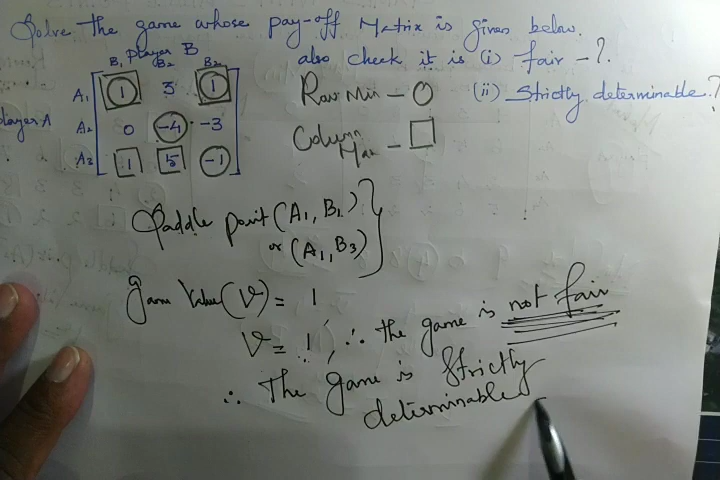 Solve the game whose pay-off Matrix is given below.
also check it is (i) fair - ?
(ii) Strictly determinable ?
Player B
B1 B2 B3
A1 1 3 1
Player A A2 0 -4 -3
A3 1 5 -1
Row Min - ○
Column Max - □
Saddle point (A1, B1)
or (A1, B3)
Game Value (V) = 1
V = 1, ∴ the game is not fair
∴ The game is Strictly
determinable